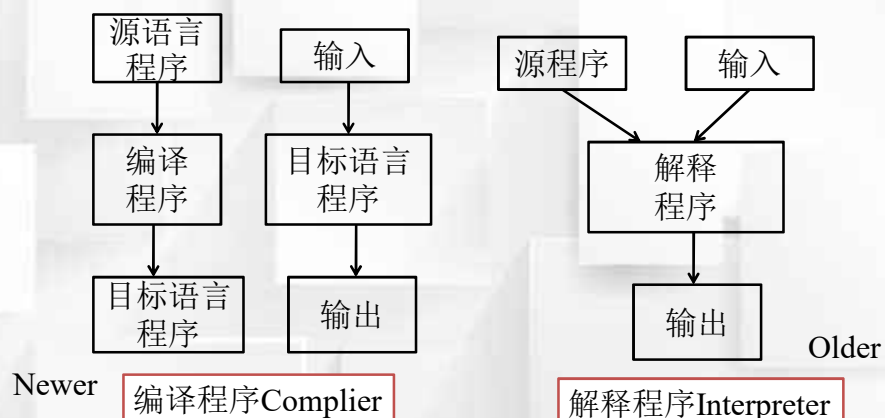 源语言
程序
输入
源程序
输入
编译
程序
目标语言
程序
解释
程序
目标语言
程序
输出
输出
Older
Newer
编译程序Complier
解释程序Interpreter